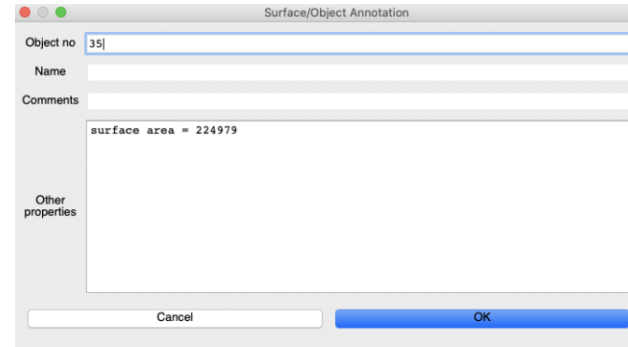 Surface/Object Annotation
Object no 35
Name
Comments
surface area = 224979
Other
properties
Cancel OK